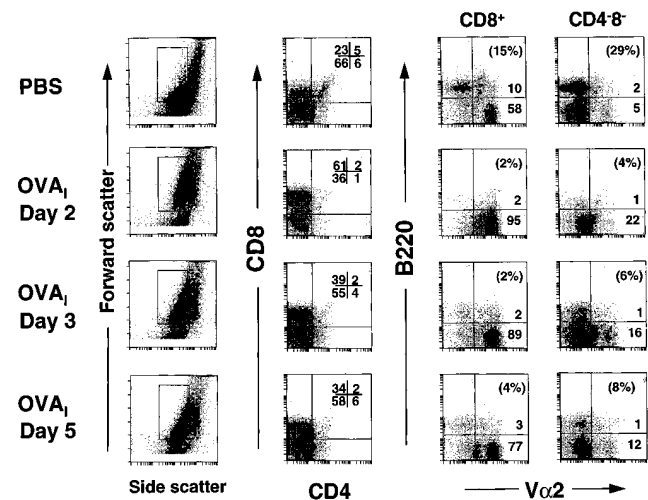 CD8⁺ CD4⁻8⁻
PBS
23 5
66 6
(15%)
10
58
(29%)
2
5
OVA_I
Day 2
61 2
36 1
(2%)
2
95
(4%)
1
22
OVA_I
Day 3
39 2
55 4
(2%)
2
89
(6%)
1
16
OVA_I
Day 5
34 2
58 6
(4%)
3
77
(8%)
1
12
Forward scatter
CD8
B220
Side scatter
CD4
Vα2